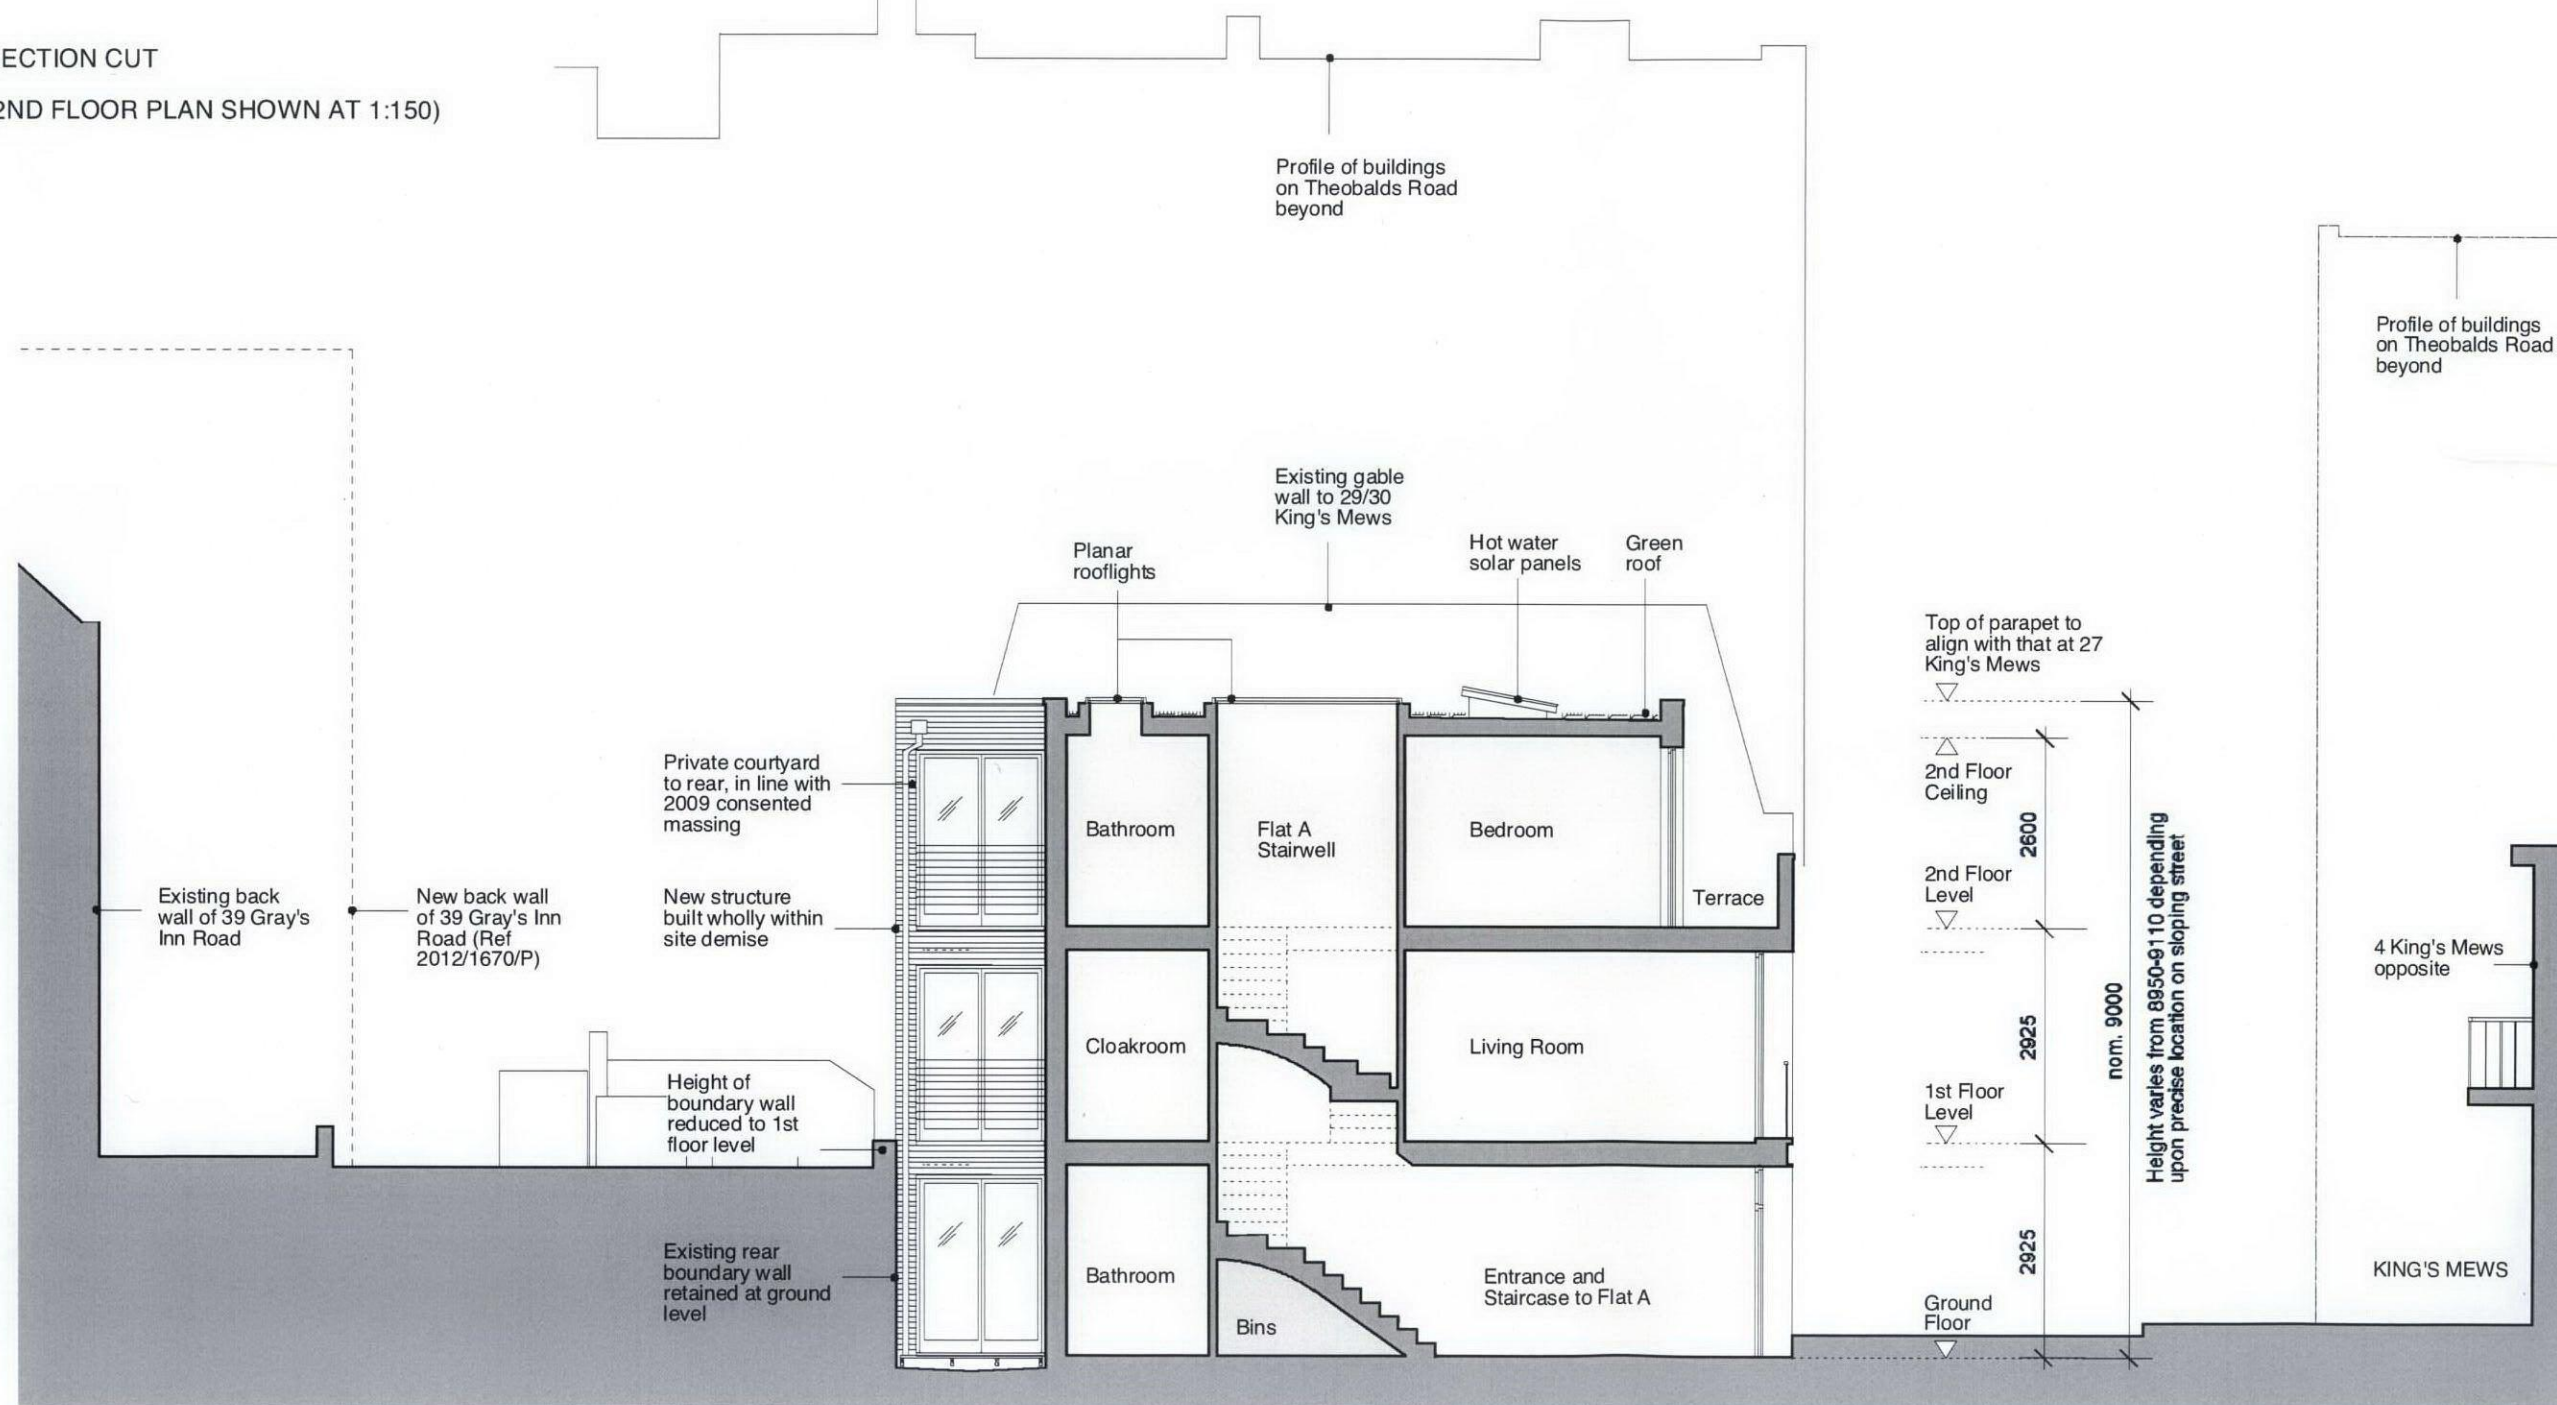 ECTION CUT
2ND FLOOR PLAN SHOWN AT 1:150)
Profile of buildings
on Theobalds Road
beyond
Profile of buildings
on Theobalds Road
beyond
Existing gable
wall to 29/30
King's Mews
Planar
rooflights
Hot water
solar panels
Green
roof
Top of parapet to
align with that at 27
King's Mews
Private courtyard
to rear, in line with
2009 consented
massing
2nd Floor
Ceiling
Bathroom
Flat A
Stairwell
Bedroom
Terrace
2600
2nd Floor
Level
Existing back
wall of 39 Gray's
Inn Road
New back wall
of 39 Gray's Inn
Road (Ref
2012/1670/P)
New structure
built wholly within
site demise
4 King's Mews
opposite
Cloakroom
Living Room
2925
nom. 9000
Height varies from 8950-9110 depending
upon precise location on sloping street
Height of
boundary wall
reduced to 1st
floor level
1st Floor
Level
Existing rear
boundary wall
retained at ground
level
Bathroom
Bins
Entrance and
Staircase to Flat A
2925
Ground
Floor
KING'S MEWS